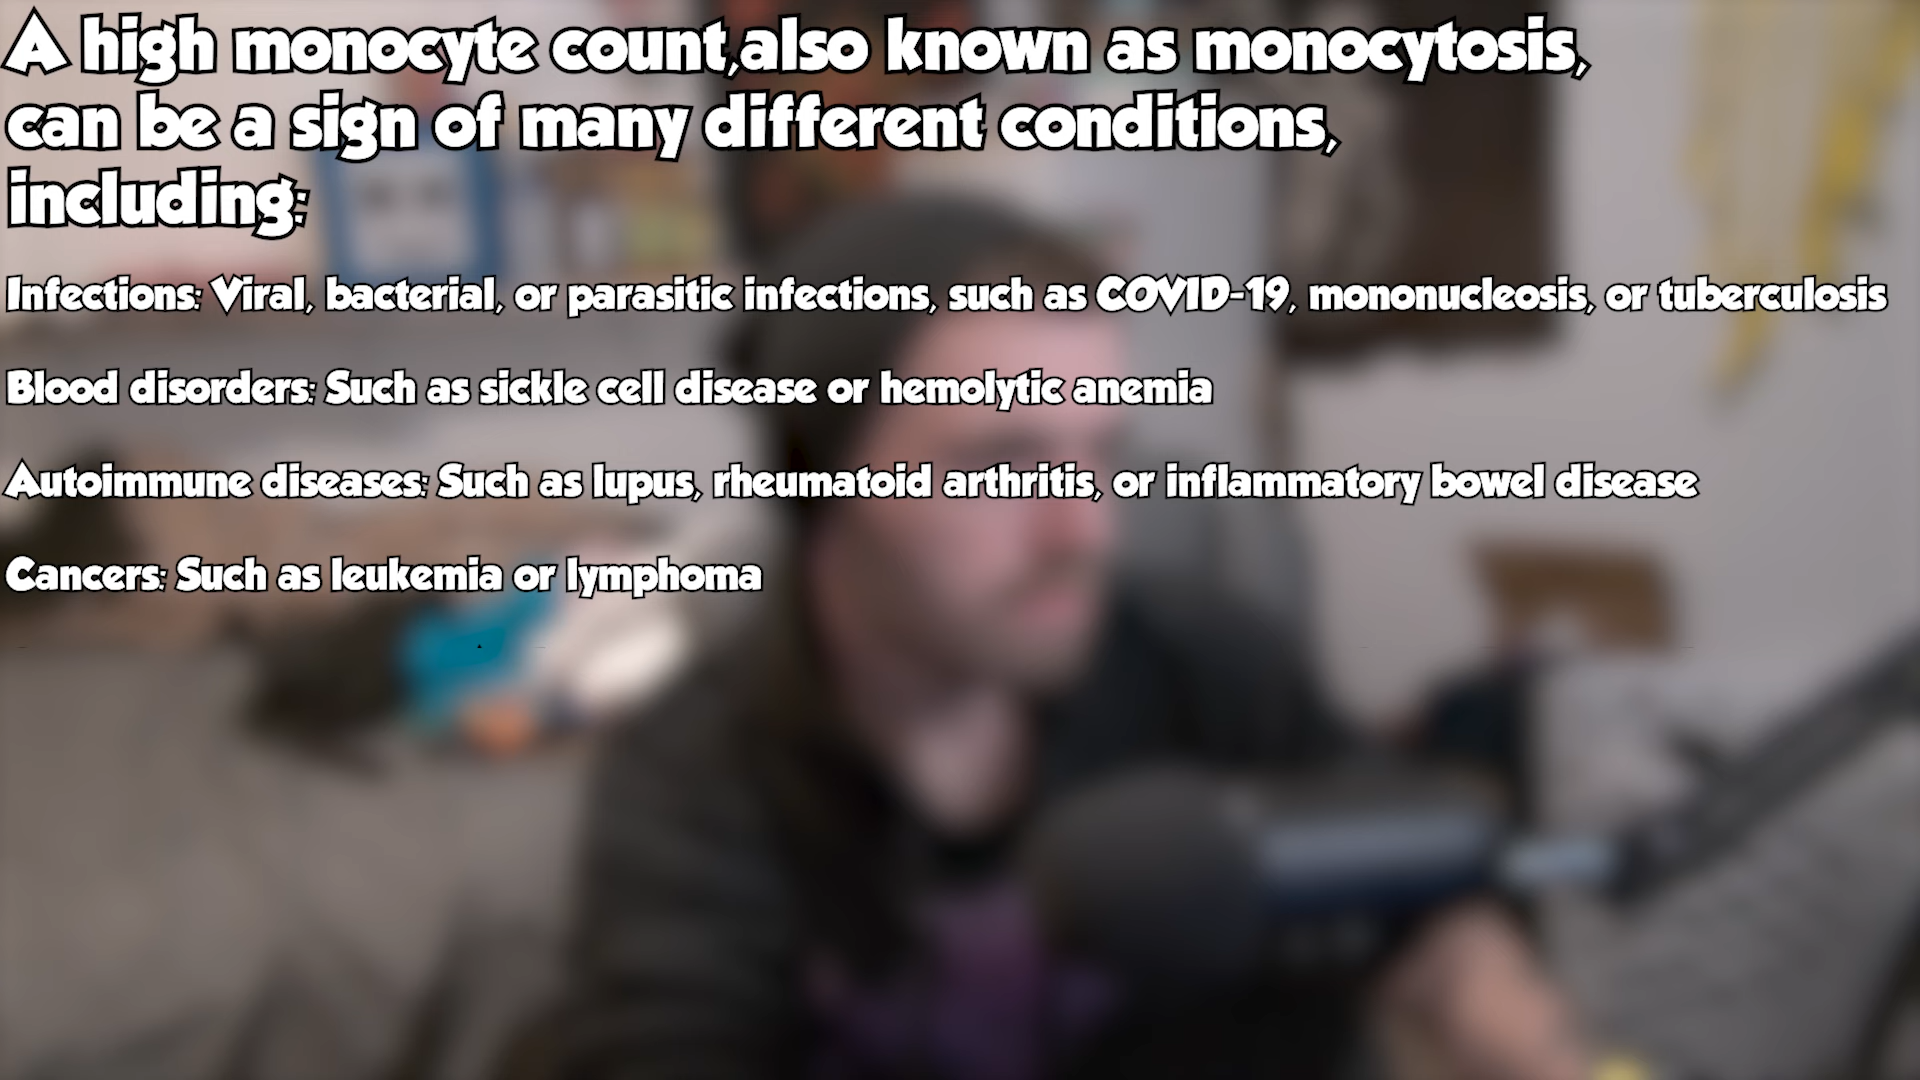 A high monocyte count,also known as monocytosis,
can be a sign of many different conditions,
including:
Infections: Viral, bacterial, or parasitic infections, such as COVID-19, mononucleosis, or tuberculosis
Blood disorders: Such as sickle cell disease or hemolytic anemia
Autoimmune diseases: Such as lupus, rheumatoid arthritis, or inflammatory bowel disease
Cancers: Such as leukemia or lymphoma